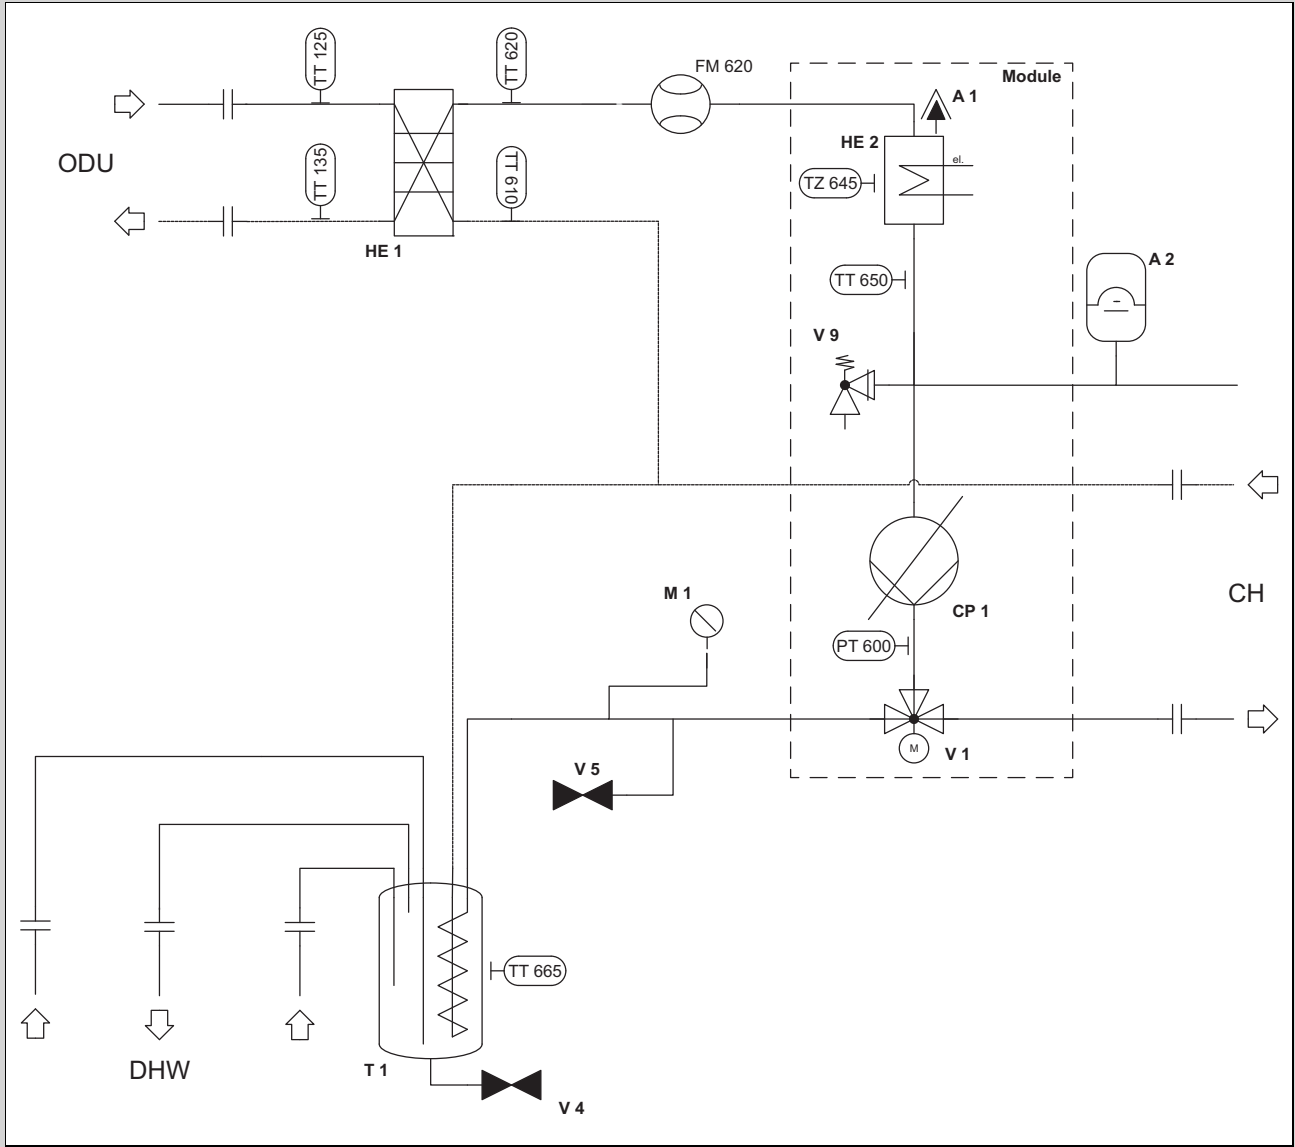 TT 125
TT 620
FM 620
Module
A 1
ODU
TT 135
TT 610
HE 2
el.
TZ 645
HE 1
TT 650
A 2
V 9
M 1
CH
CP 1
PT 600
M
V 1
V 5
TT 665
DHW
T 1
V 4